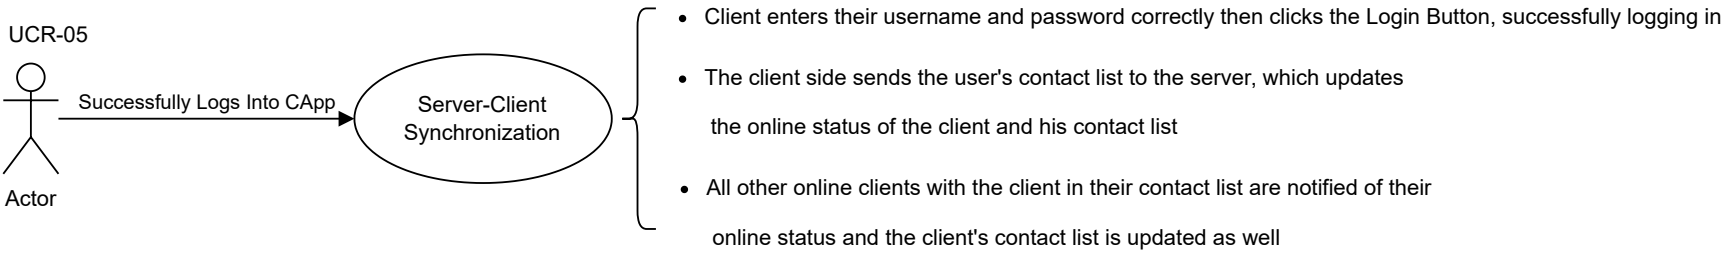 UCR-05
Actor
Successfully Logs Into CApp
Server-Client
Synchronization
• Client enters their username and password correctly then clicks the Login Button, successfully logging in
• The client side sends the user's contact list to the server, which updates
the online status of the client and his contact list
• All other online clients with the client in their contact list are notified of their
online status and the client's contact list is updated as well